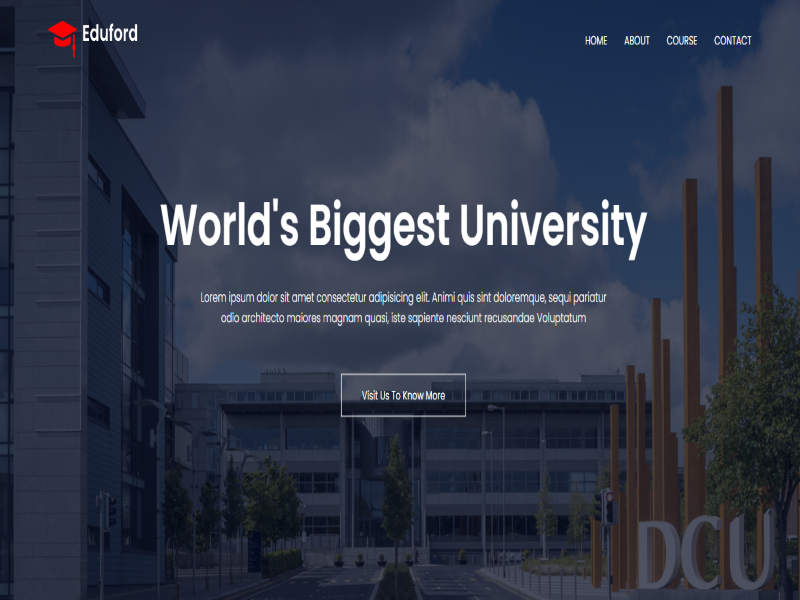 Eduford
HOME ABOUT COURSE CONTACT
World's Biggest University
Lorem ipsum dolor sit amet consectetur adipisicing elit. Animi quis sint doloremque, sequi pariatur
odio architecto maiores magnam quasi, iste sapiente nesciunt recusandae Voluptatum
Visit Us To Know More
DCU